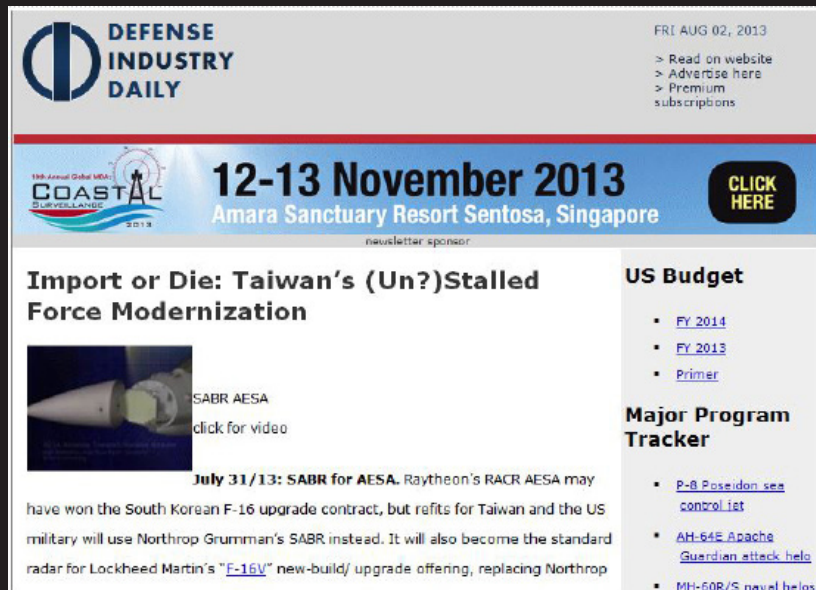 DEFENSE
INDUSTRY
DAILY
FRI AUG 02, 2013
> Read on website
> Advertise here
> Premium
subscriptions
COASTAL
SURVEILLANCE
2013
12-13 November 2013
Amara Sanctuary Resort Sentosa, Singapore
CLICK
HERE
newsletter sponsor
Import or Die: Taiwan's (Un?)Stalled
Force Modernization
SABR AESA
click for video
July 31/13: SABR for AESA. Raytheon's RACR AESA may
have won the South Korean F-16 upgrade contract, but refits for Taiwan and the US
military will use Northrop Grumman's SABR instead. It will also become the standard
radar for Lockheed Martin's "F-16V" new-build/ upgrade offering, replacing Northrop
US Budget
▪ FY 2014
▪ FY 2013
▪ Primer
Major Program
Tracker
▪ P-8 Poseidon sea
control jet
▪ AH-64E Apache
Guardian attack helo
▪ MH-60R/S naval helos